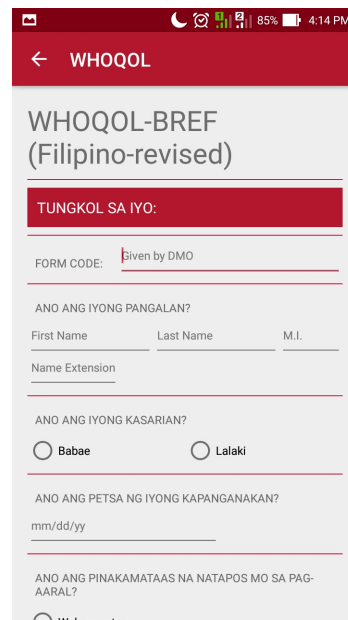 85% 4:14 PM
WHOQOL
WHOQOL-BREF
(Filipino-revised)
TUNGKOL SA IYO:
FORM CODE: Given by DMO
ANO ANG IYONG PANGALAN?
First Name Last Name M.I.
Name Extension
ANO ANG IYONG KASARIAN?
Babae Lalaki
ANO ANG PETSA NG IYONG KAPANGANAKAN?
mm/dd/yy
ANO ANG PINAKAMATAAS NA NATAPOS MO SA PAG-
AARAL?